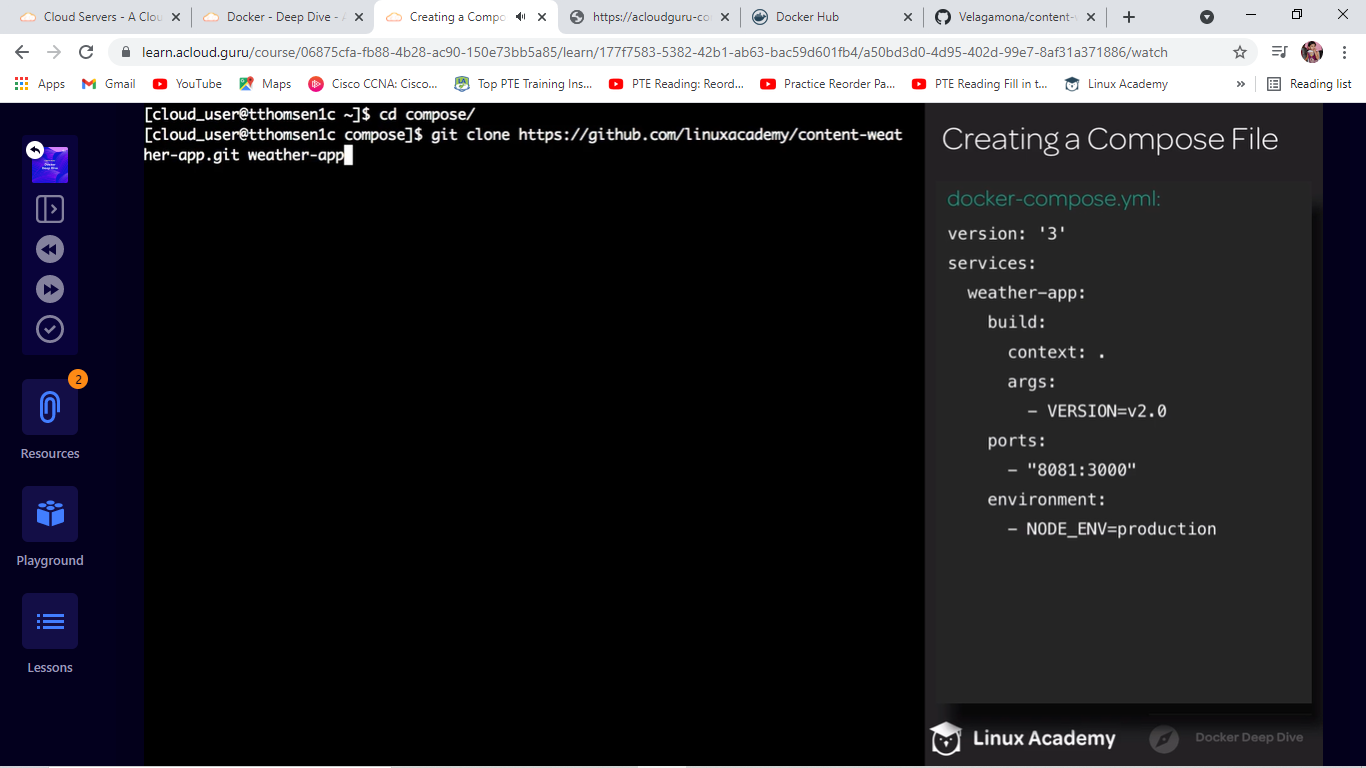 Cloud Servers - A Clou
Docker - Deep Dive - A
Creating a Compo
https://acloudguru-co
Docker Hub
Velagamona/content-
learn.acloud.guru/course/06875cfa-fb88-4b28-ac90-150e73bb5a85/learn/177f7583-5382-42b1-ab63-bac59d601fb4/a50bd3d0-4d95-402d-99e7-8af31a371886/watch
Apps Gmail YouTube Maps Cisco CCNA: Cisco... Top PTE Training Ins... PTE Reading: Reord... Practice Reorder Pa... PTE Reading Fill in t... Linux Academy » Reading list
[cloud_user@tthomsen1c ~]$ cd compose/
[cloud_user@tthomsen1c compose]$ git clone https://github.com/linuxacademy/content-weat
her-app.git weather-app
Docker
Deep Dive
2
Resources
Playground
Lessons
Creating a Compose File
docker-compose.yml:
version: '3'
services:
weather-app:
build:
context: .
args:
- VERSION=v2.0
ports:
- "8081:3000"
environment:
- NODE_ENV=production
Linux Academy
Docker Deep Dive